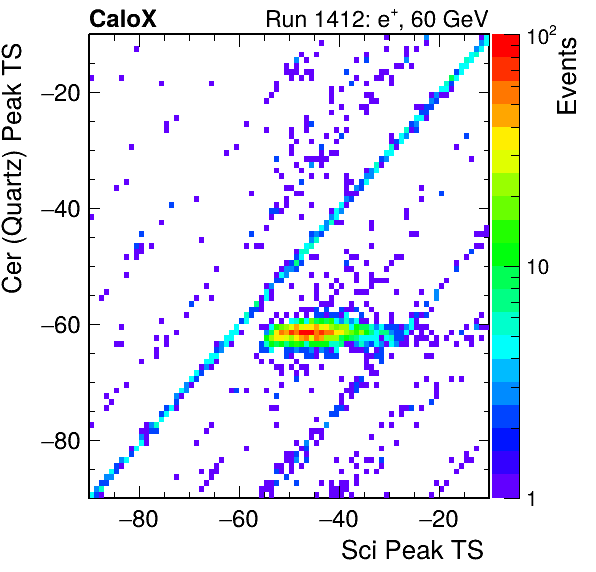 CaloX Run 1412: e+, 60 GeV
Cer (Quartz) Peak TS
−20
−40
−60
−80
−80 −60 −40 −20
Sci Peak TS
10²
10
1
Events